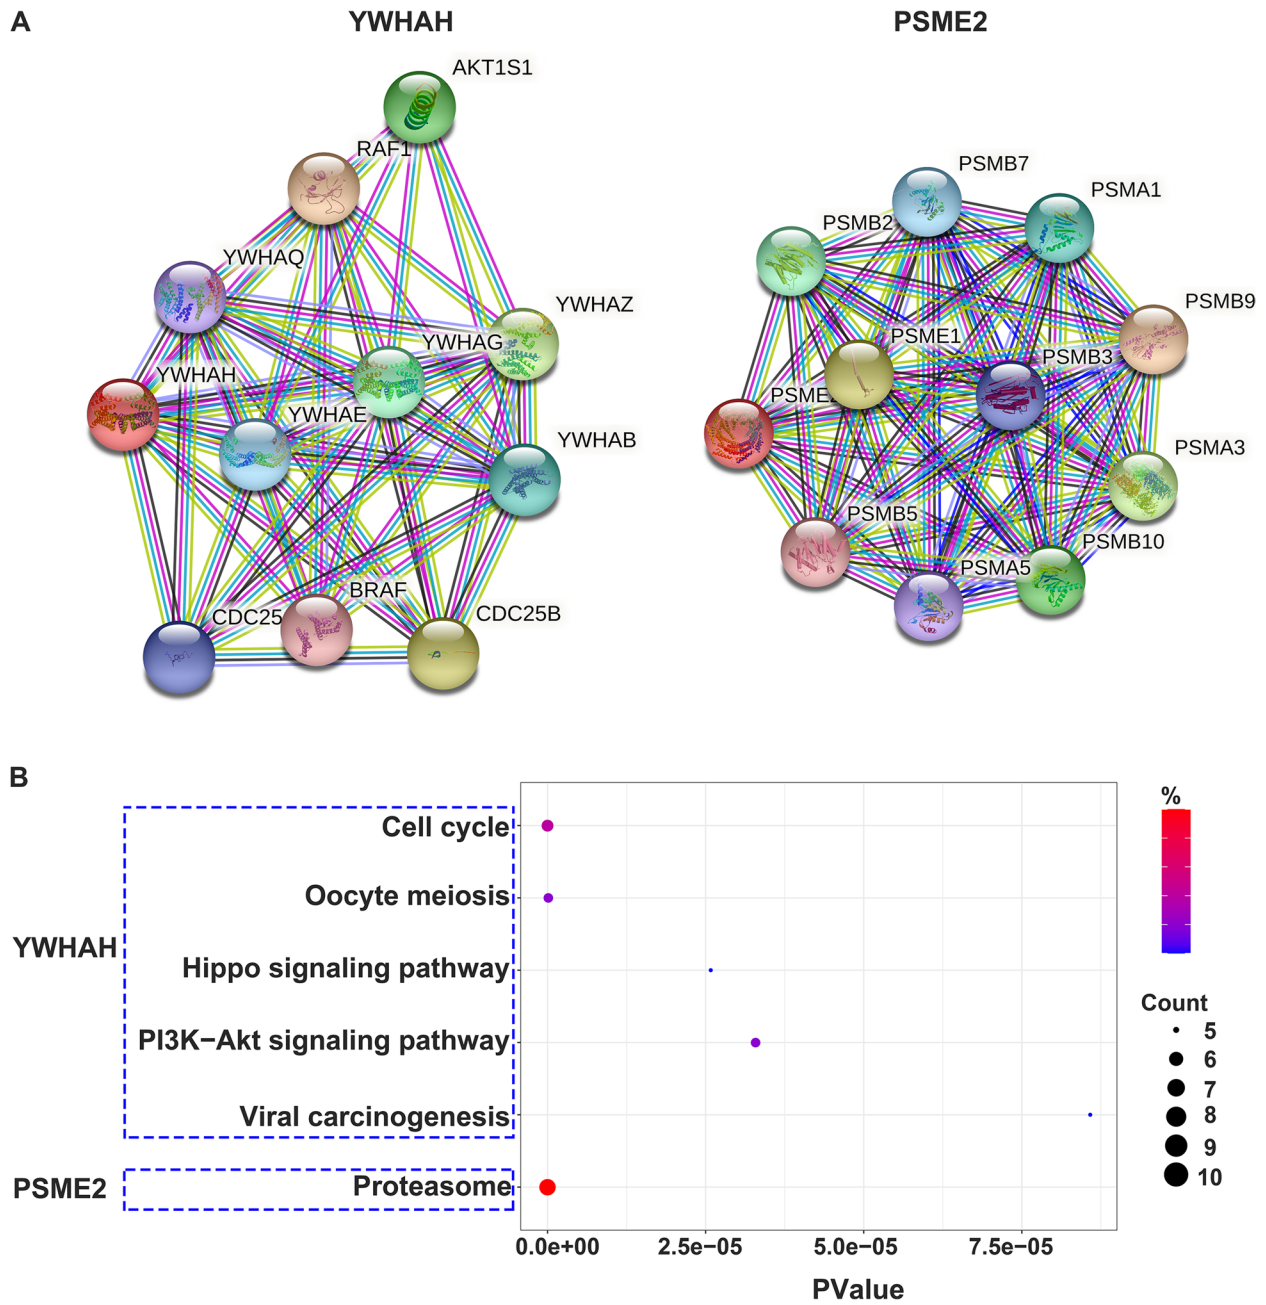 A
YWHAH
PSME2
AKT1S1
RAF1
PSMB7
PSMA1
PSMB2
YWHAQ
YWHAZ
PSMB9
YWHAG
PSME1
PSMB3
YWHAH
PSME2
YWHAE
YWHAB
PSMA3
PSMB5
PSMB10
PSMA5
BRAF
CDC25
CDC25B
B
%
Cell cycle
Oocyte meiosis
YWHAH
Hippo signaling pathway
Count
5
PI3K−Akt signaling pathway
6
7
Viral carcinogenesis
8
9
10
PSME2
Proteasome
0.0e+00
2.5e−05
5.0e−05
7.5e−05
PValue